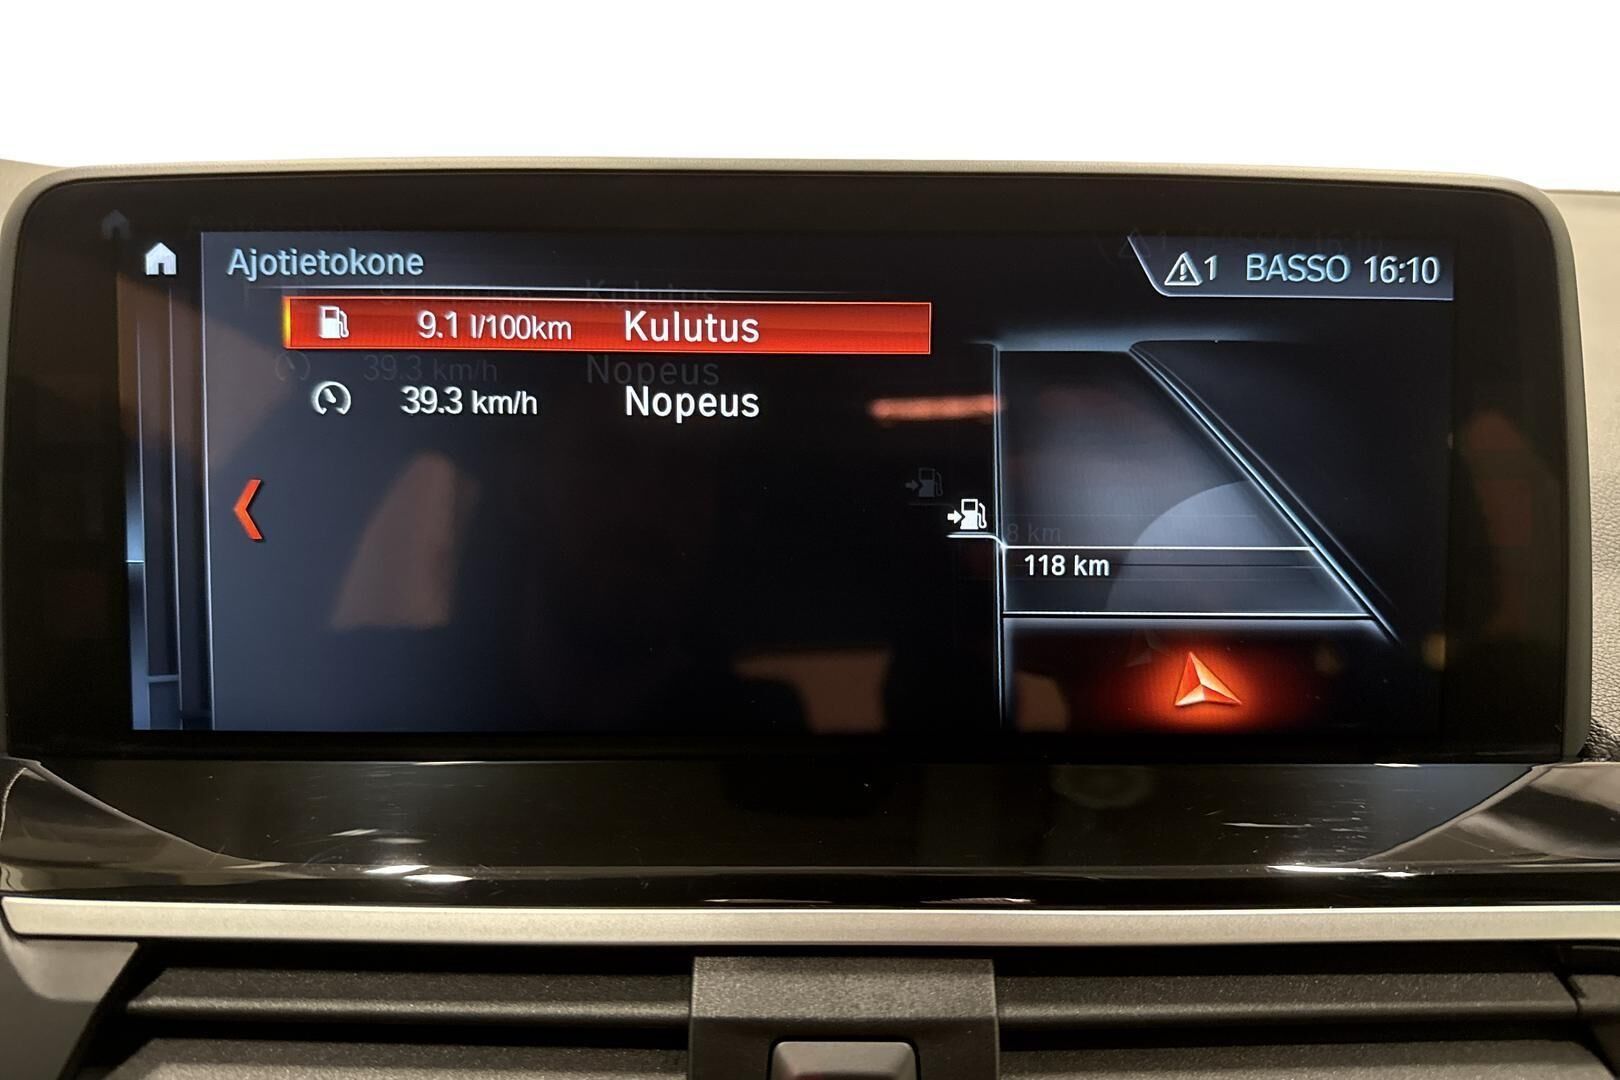 Ajotietokone
1 BASSO 16:10
9.1 l/100km Kulutus
39.3 km/h Nopeus
118 km